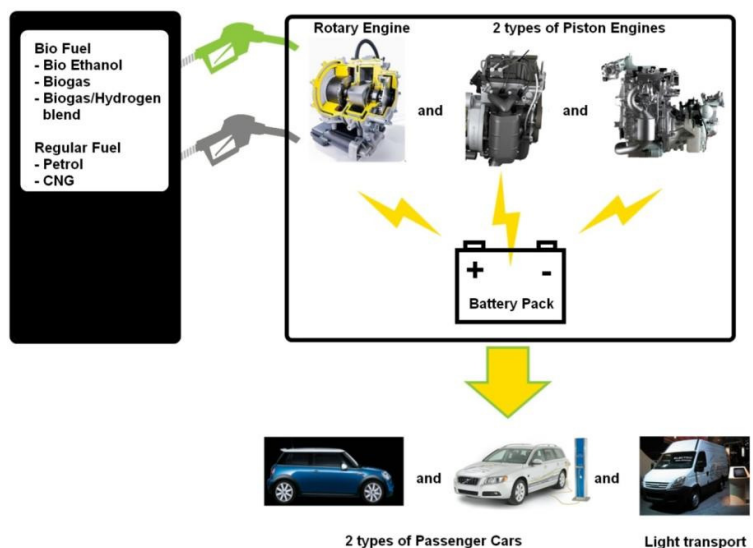 Bio Fuel
- Bio Ethanol
- Biogas
- Biogas/Hydrogen
blend
Regular Fuel
- Petrol
- CNG
Rotary Engine
2 types of Piston Engines
and
and
+ -
Battery Pack
and
and
2 types of Passenger Cars
Light transport